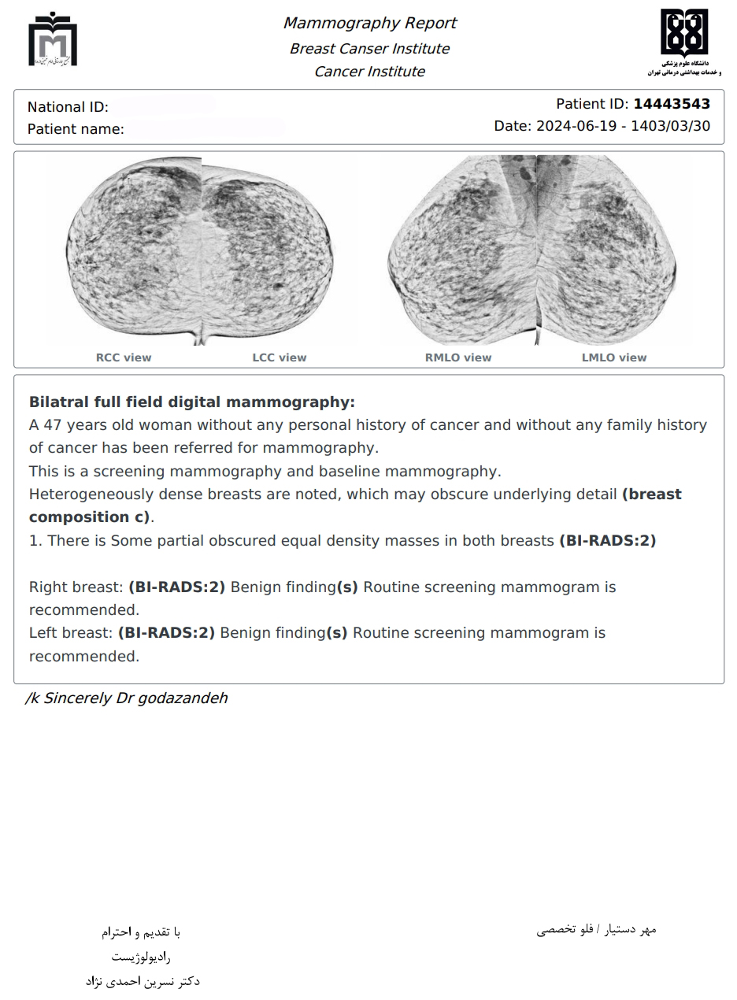 Mammography Report
Breast Canser Institute
Cancer Institute
دانشگاه علوم پزشکی
و خدمات بهداشتی درمانی تهران
National ID:
Patient name:
Patient ID: 14443543
Date: 2024-06-19 - 1403/03/30
RCC view
LCC view
RMLO view
LMLO view
Bilatral full field digital mammography:
A 47 years old woman without any personal history of cancer and without any family history
of cancer has been referred for mammography.
This is a screening mammography and baseline mammography.
Heterogeneously dense breasts are noted, which may obscure underlying detail (breast
composition c).
1. There is Some partial obscured equal density masses in both breasts (BI-RADS:2)
Right breast: (BI-RADS:2) Benign finding(s) Routine screening mammogram is
recommended.
Left breast: (BI-RADS:2) Benign finding(s) Routine screening mammogram is
recommended.
/k Sincerely Dr godazandeh
مهر دستیار / فلو تخصصی
با تقدیم و احترام
رادیولوژیست
دکتر نسرین احمدی نژاد